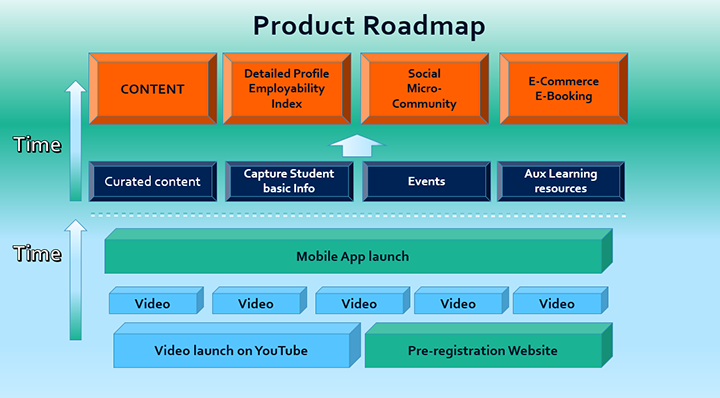 Product Roadmap
CONTENT
Detailed Profile
Employability
Index
Social
Micro-
Community
E-Commerce
E-Booking
Time
Curated content
Capture Student
basic Info
Events
Aux Learning
resources
Time
Mobile App launch
Video
Video
Video
Video
Video
Video launch on YouTube
Pre-registration Website